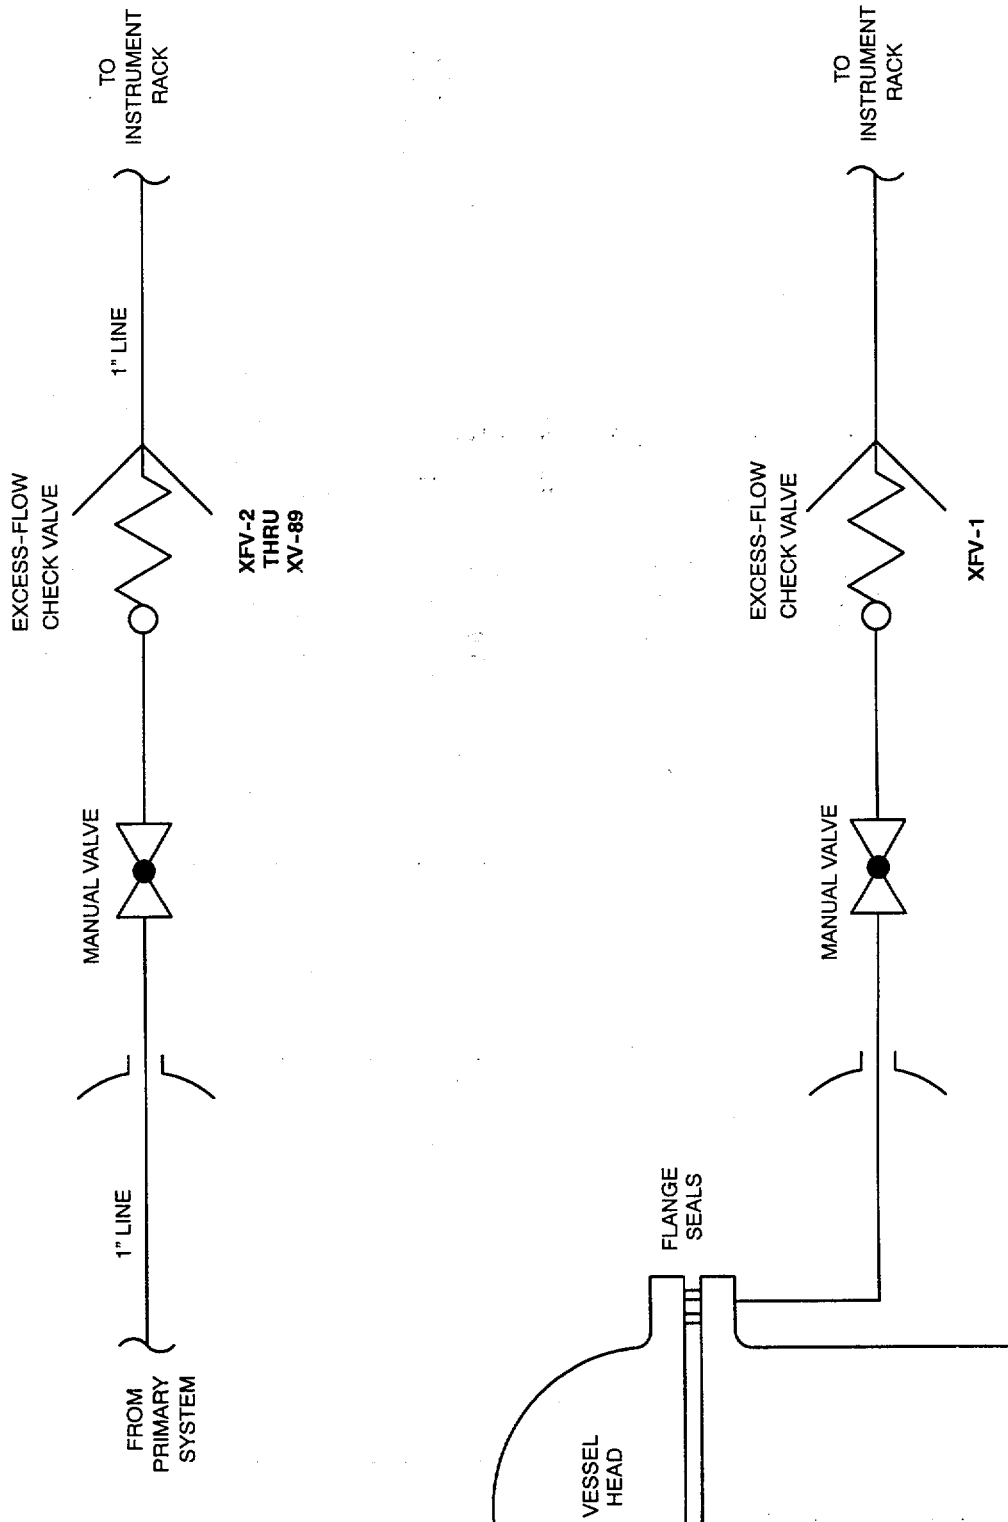 TO
INSTRUMENT
RACK
1" LINE
EXCESS-FLOW
CHECK VALVE
XFV-2
THRU
XV-89
MANUAL VALVE
1" LINE
FROM
PRIMARY
SYSTEM
TO
INSTRUMENT
RACK
EXCESS-FLOW
CHECK VALVE
XFV-1
MANUAL VALVE
FLANGE
SEALS
VESSEL
HEAD